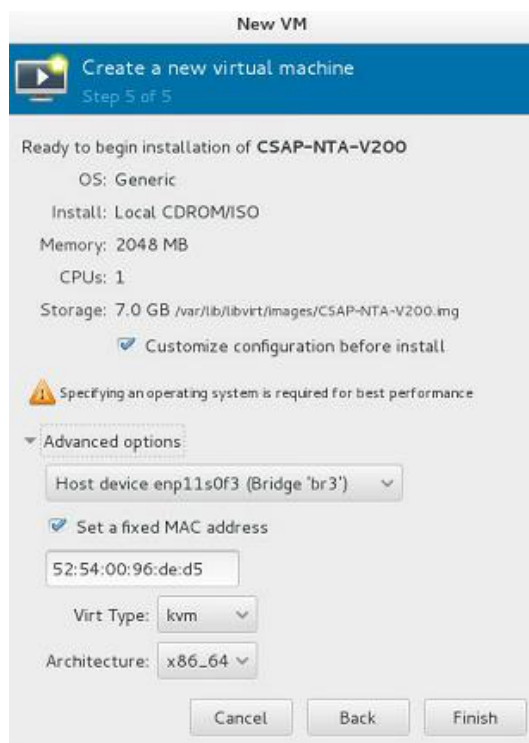 New VM
Create a new virtual machine
Step 5 of 5
Ready to begin installation of CSAP-NTA-V200
OS: Generic
Install: Local CDROM/ISO
Memory: 2048 MB
CPUs: 1
Storage: 7.0 GB /var/lib/libvirt/images/CSAP-NTA-V200.img
Customize configuration before install
Specifying an operating system is required for best performance
Advanced options
Host device enp11s0f3 (Bridge 'br3')
Set a fixed MAC address
52:54:00:96:de:d5
Virt Type: kvm
Architecture: x86_64
Cancel Back Finish